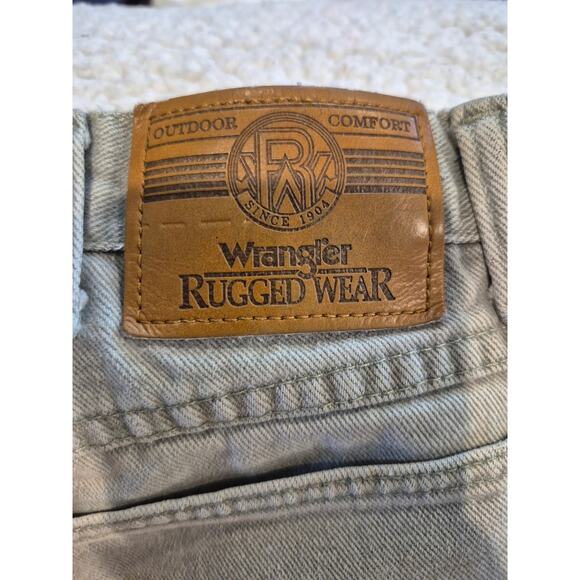 OUTDOOR COMFORT
RW
SINCE 1904
Wrangler
RUGGED WEAR